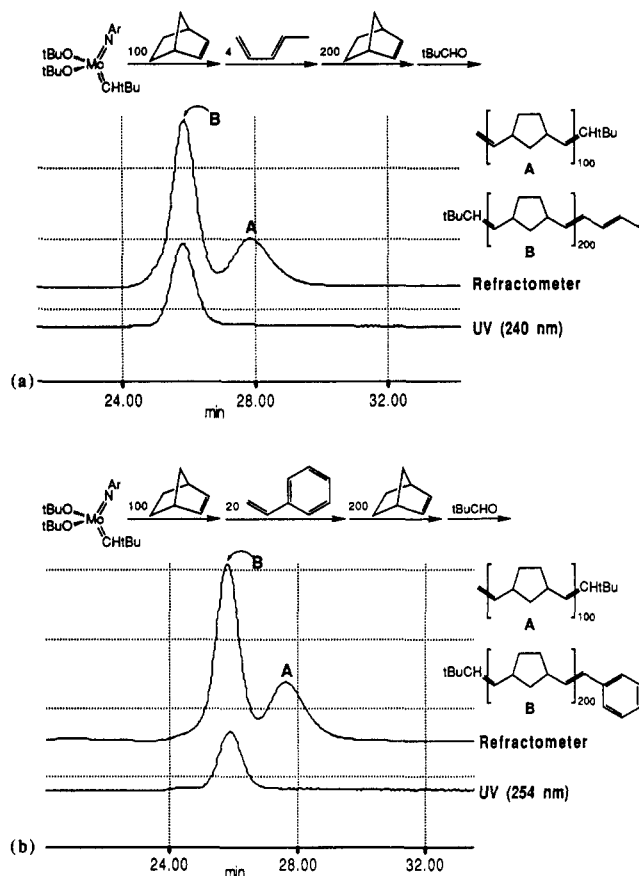 NAr
tBuO
tBuO Mo
CHtBu
100
4
200
tBuCHO
B
A
CHtBu
100
A
tBuCH
200
B
Refractometer
UV (240 nm)
(a)
24.00 28.00 32.00
min
NAr
tBuO
tBuO Mo
CHtBu
100
20
200
tBuCHO
B
A
CHtBu
100
A
tBuCH
200
B
Refractometer
UV (254 nm)
(b)
24.00 28.00 32.00
min